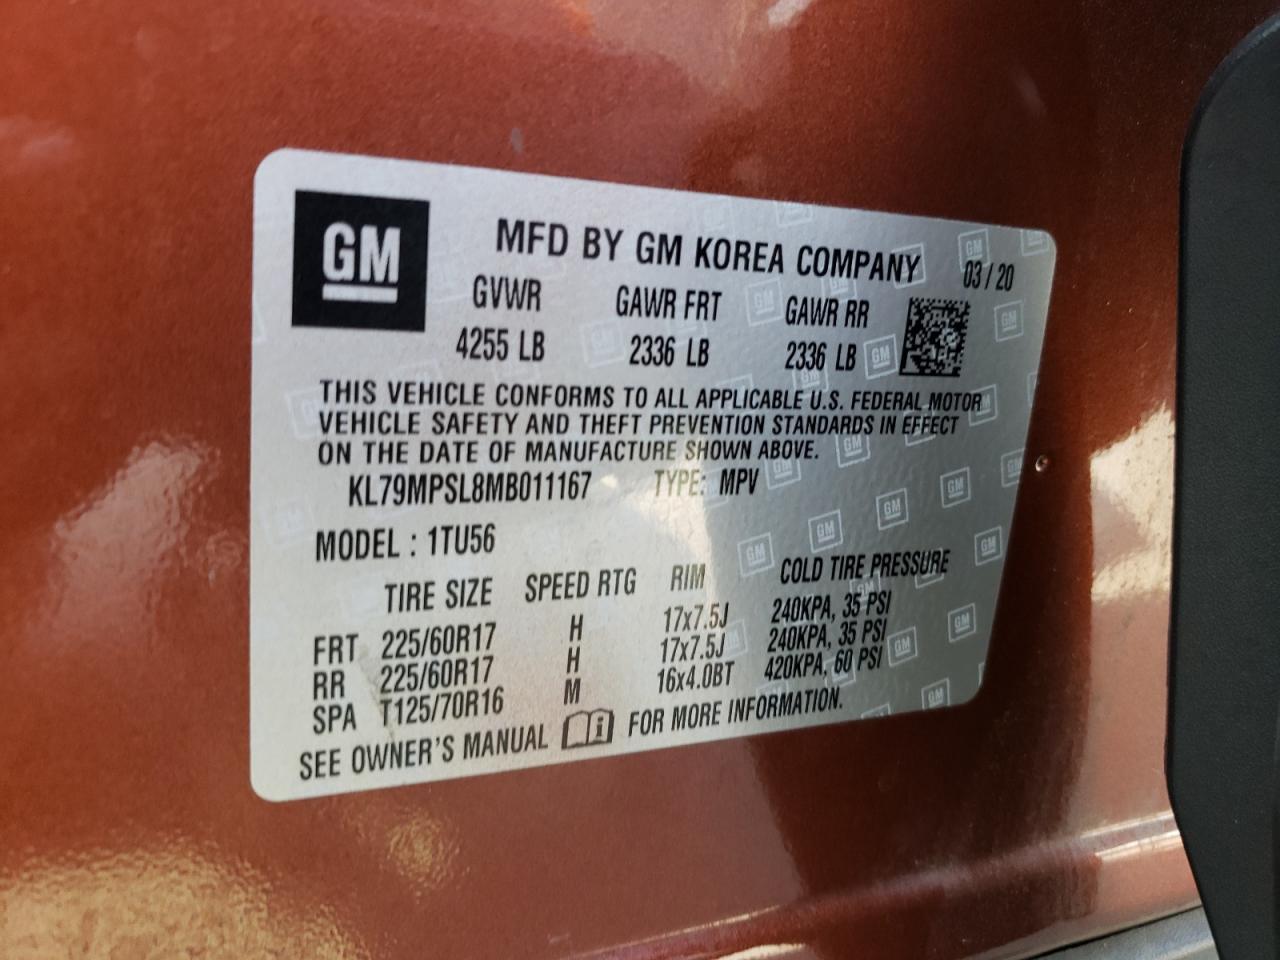 GM
MFD BY GM KOREA COMPANY 03/20
GVWR GAWR FRT GAWR RR
4255 LB 2336 LB 2336 LB
THIS VEHICLE CONFORMS TO ALL APPLICABLE U.S. FEDERAL MOTOR
VEHICLE SAFETY AND THEFT PREVENTION STANDARDS IN EFFECT
ON THE DATE OF MANUFACTURE SHOWN ABOVE.
KL79MPSL8MB011167 TYPE: MPV
MODEL : 1TU56
TIRE SIZE SPEED RTG RIM COLD TIRE PRESSURE
FRT 225/60R17 H 17x7.5J 240KPA, 35 PSI
RR 225/60R17 H 17x7.5J 240KPA, 35 PSI
SPA T125/70R16 M 16x4.0BT 420KPA, 60 PSI
SEE OWNER'S MANUAL i FOR MORE INFORMATION.